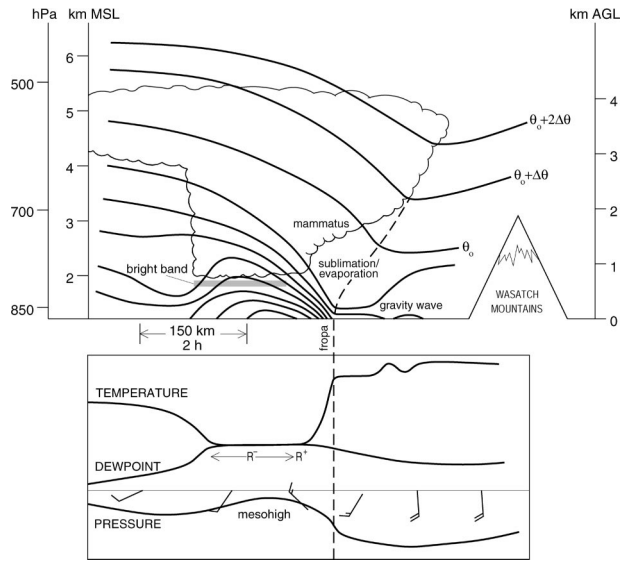 hPa
km MSL
km AGL
6
500
5
4
θo+2Δθ
4
3
θo+Δθ
700
3
2
mammatus
θo
sublimation/
evaporation
bright band
2
1
gravity wave
WASATCH
MOUNTAINS
850
0
150 km
2 h
fropa
TEMPERATURE
R⁻
R⁺
DEWPOINT
mesohigh
PRESSURE